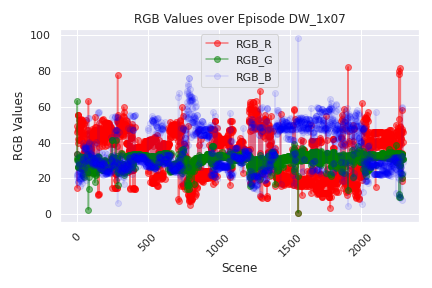 RGB Values over Episode DW_1x07
RGB Values
100
80
60
40
20
0
RGB_R
RGB_G
RGB_B
0
500
1000
1500
2000
Scene